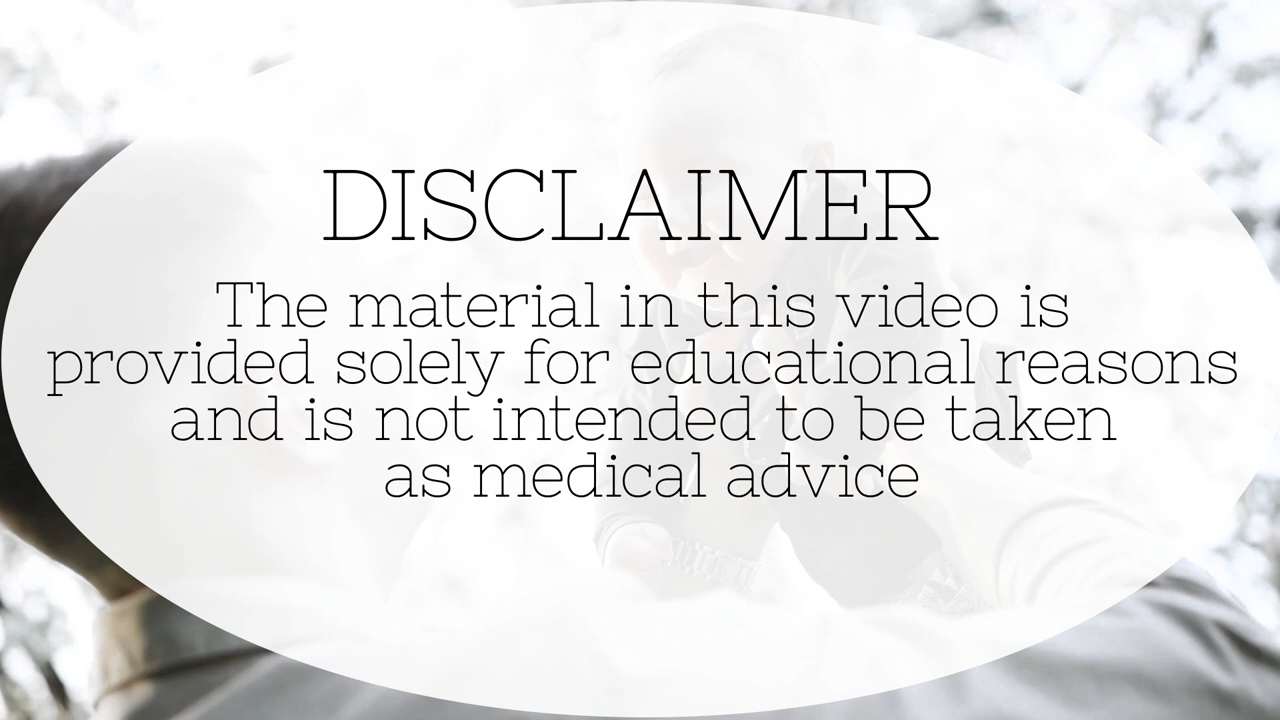 DISCLAIMER
The material in this video is
provided solely for educational reasons
and is not intended to be taken
as medical advice